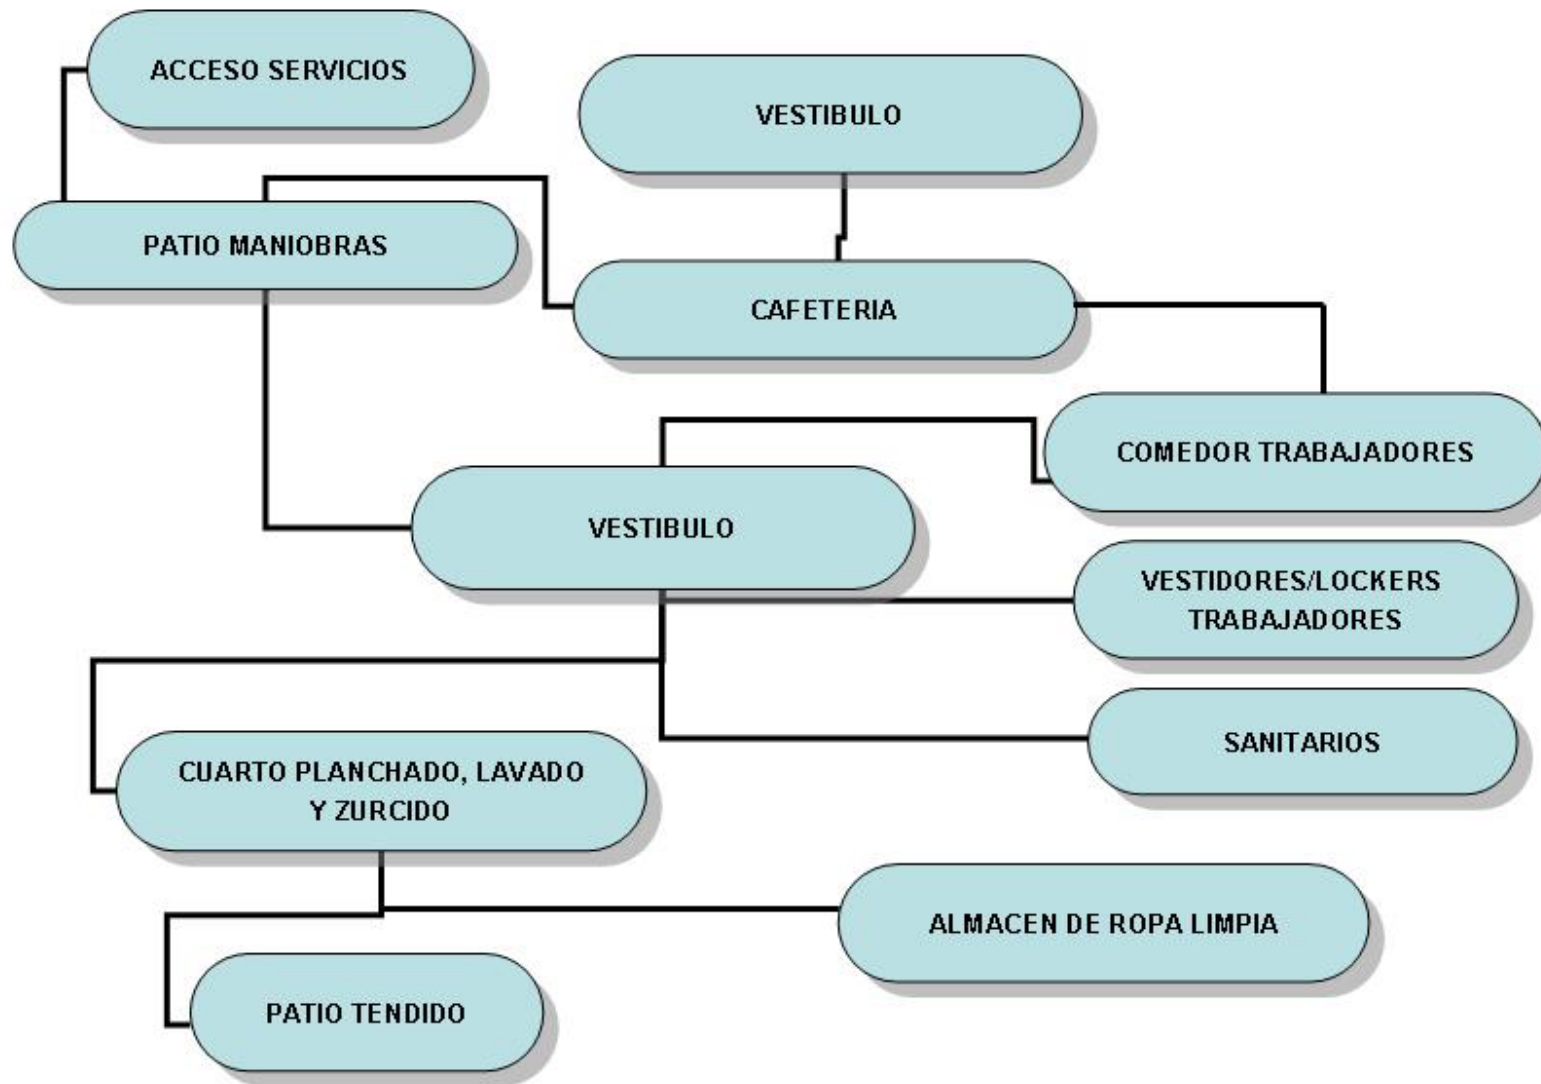 ACCESO SERVICIOS
VESTIBULO
PATIO MANIOBRAS
CAFETERIA
COMEDOR TRABAJADORES
VESTIBULO
VESTIDORES/LOCKERS
TRABAJADORES
SANITARIOS
CUARTO PLANCHADO, LAVADO
Y ZURCIDO
ALMACEN DE ROPA LIMPIA
PATIO TENDIDO